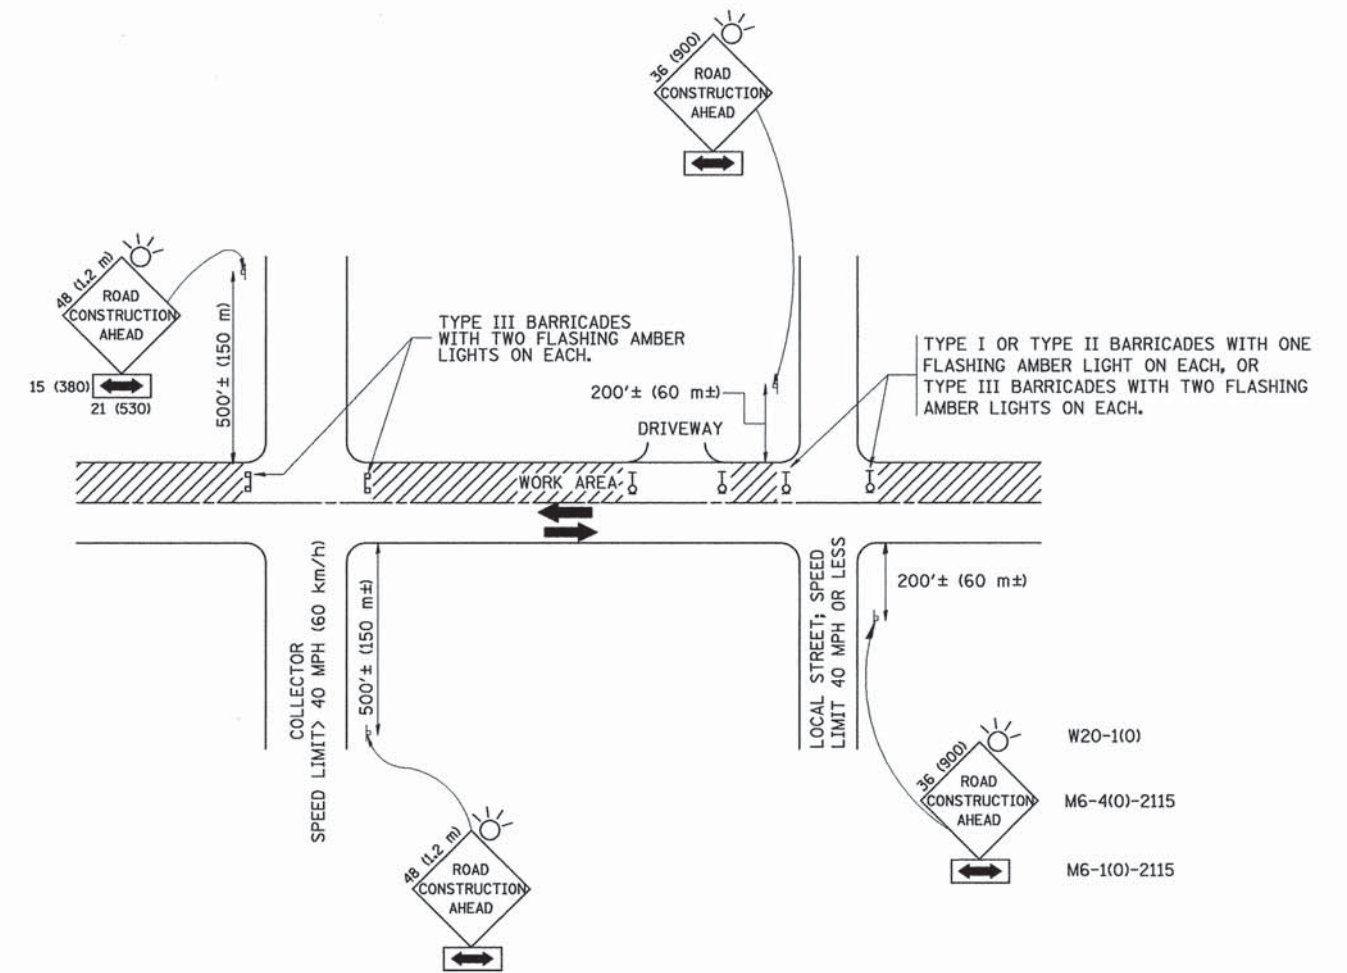 36 (900)
ROAD
CONSTRUCTION
AHEAD
48 (1.2 m)
ROAD
CONSTRUCTION
AHEAD
15 (380)
21 (530)
500'± (150 m)
TYPE III BARRICADES
WITH TWO FLASHING AMBER
LIGHTS ON EACH.
200'± (60 m±)
DRIVEWAY
TYPE I OR TYPE II BARRICADES WITH ONE
FLASHING AMBER LIGHT ON EACH, OR
TYPE III BARRICADES WITH TWO FLASHING
AMBER LIGHTS ON EACH.
WORK AREA
COLLECTOR
SPEED LIMIT> 40 MPH (60 km/h)
500'± (150 m±)
LOCAL STREET; SPEED
LIMIT 40 MPH OR LESS
200'± (60 m±)
48 (1.2 m)
ROAD
CONSTRUCTION
AHEAD
36 (900)
ROAD
CONSTRUCTION
AHEAD
W20-1(O)
M6-4(O)-2115
M6-1(O)-2115